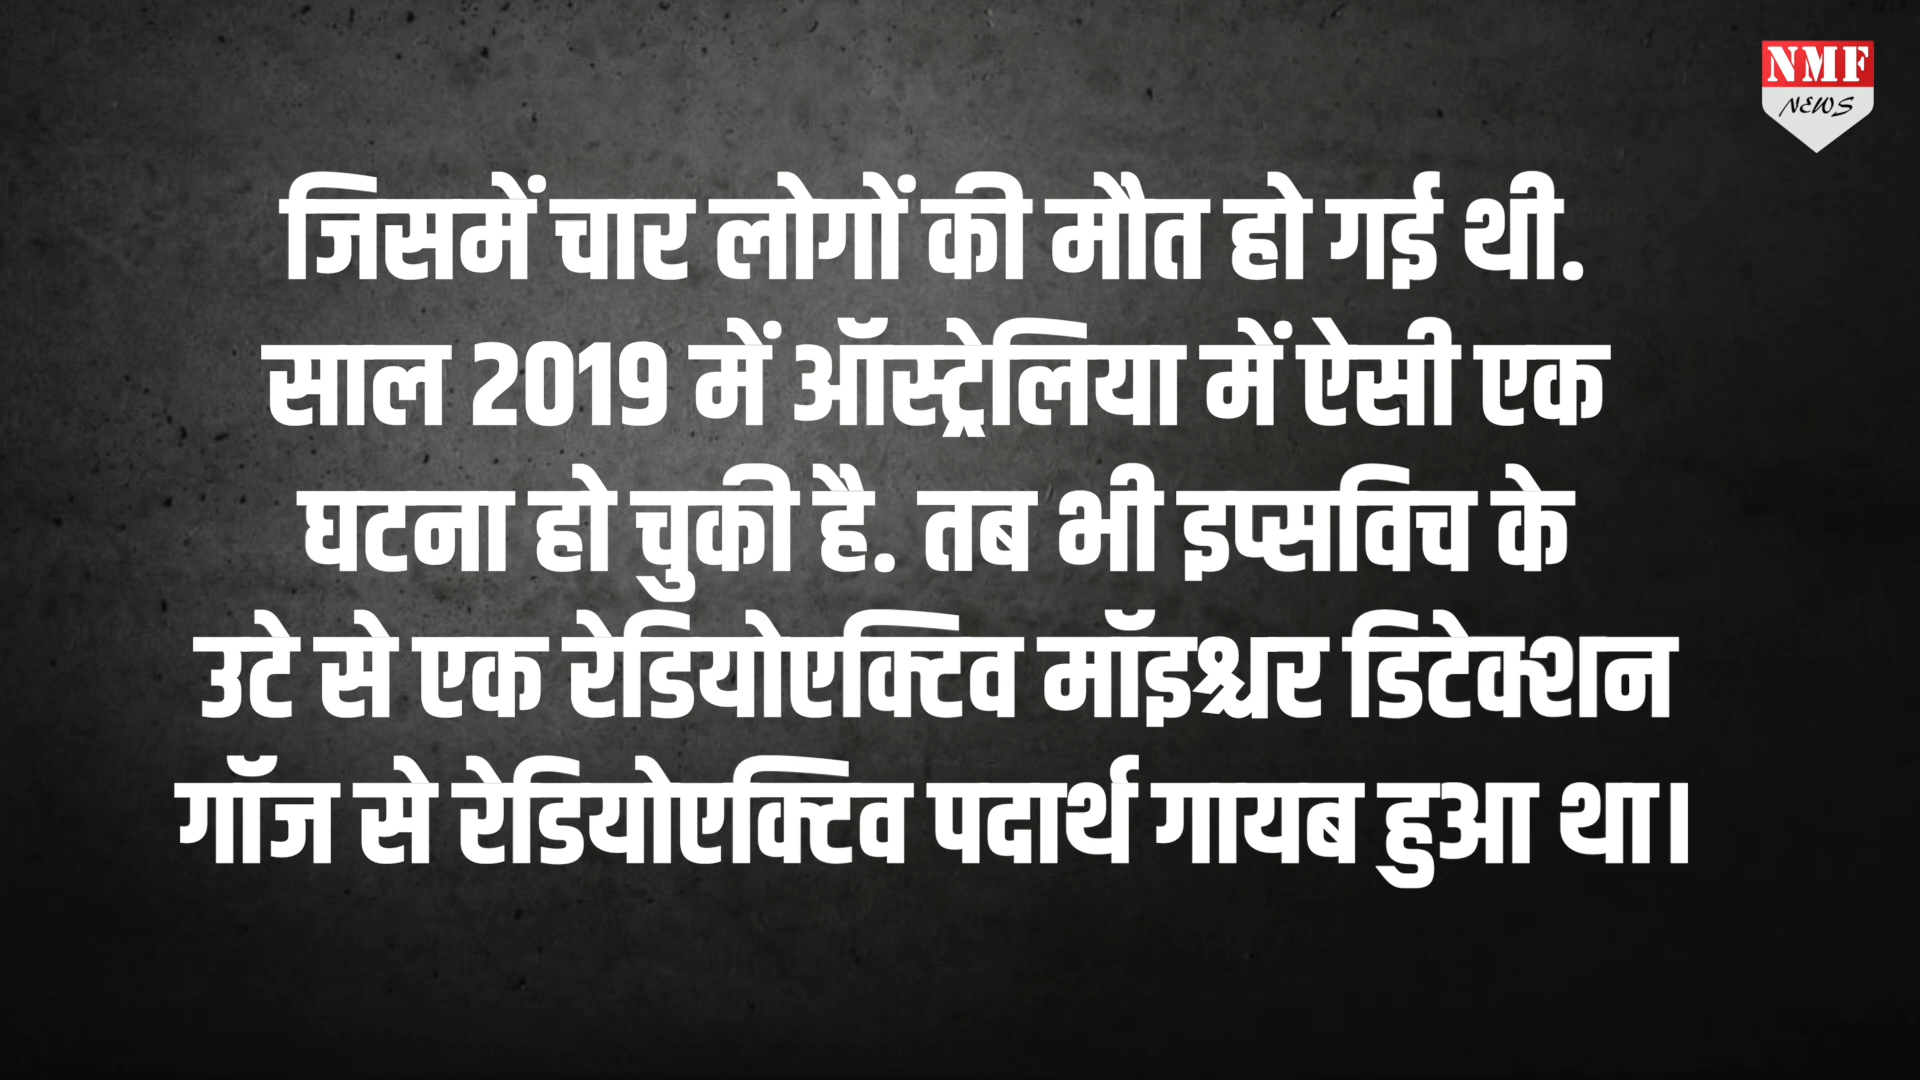 NMF
NEWS
जिसमें चार लोगों की मौत हो गई थी.
साल 2019 में ऑस्ट्रेलिया में ऐसी एक
घटना हो चुकी है. तब भी इप्सविच के
उटे से एक रेडियोएक्टिव मॉइश्चर डिटेक्शन
गॉज से रेडियोएक्टिव पदार्थ गायब हुआ था।